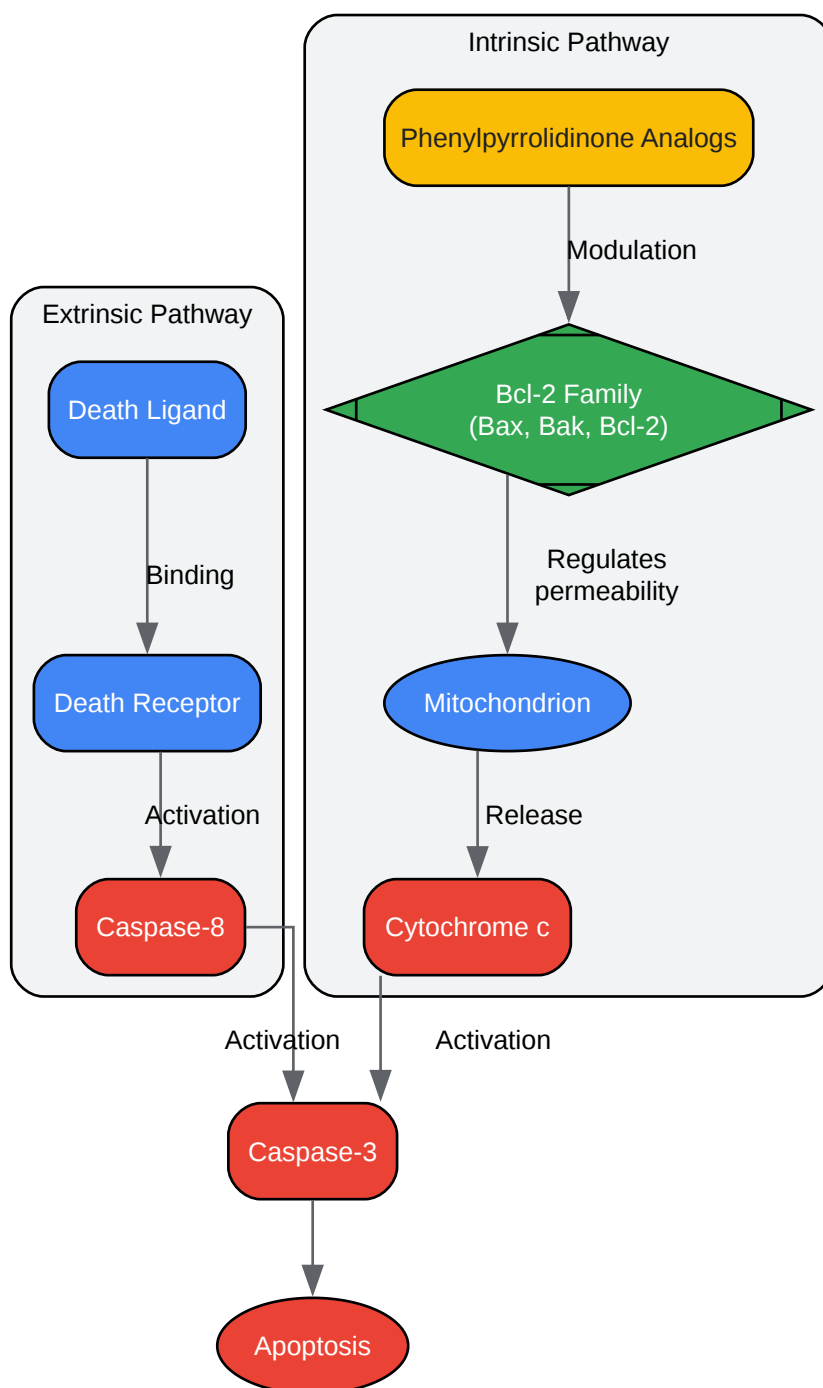 Intrinsic Pathway
Phenylpyrrolidinone Analogs
Modulation
Extrinsic Pathway
Death Ligand
Bcl-2 Family
(Bax, Bak, Bcl-2)
Binding
Regulates
permeability
Death Receptor
Mitochondrion
Activation
Release
Caspase-8
Cytochrome c
Activation
Activation
Caspase-3
Apoptosis